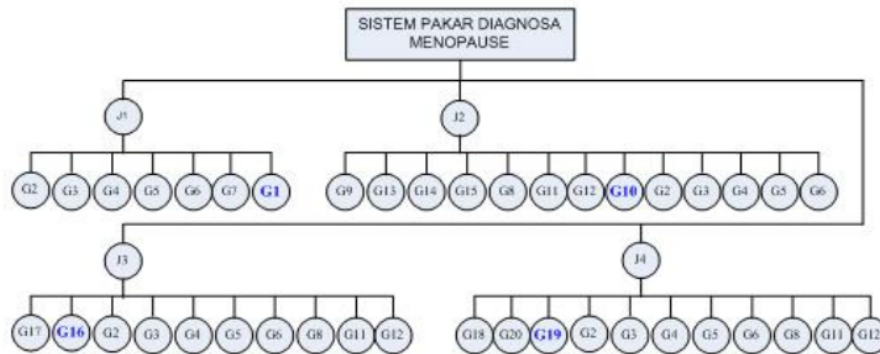 SISTEM PAKAR DIAGNOSA
MENOPAUSE
J1 J2
G2 G3 G4 G5 G6 G7 G1 G9 G13 G14 G15 G8 G11 G12 G10 G2 G3 G4 G5 G6
J3 J4
G17 G16 G2 G3 G4 G5 G6 G8 G11 G12 G18 G20 G19 G2 G3 G4 G5 G6 G8 G11 G12